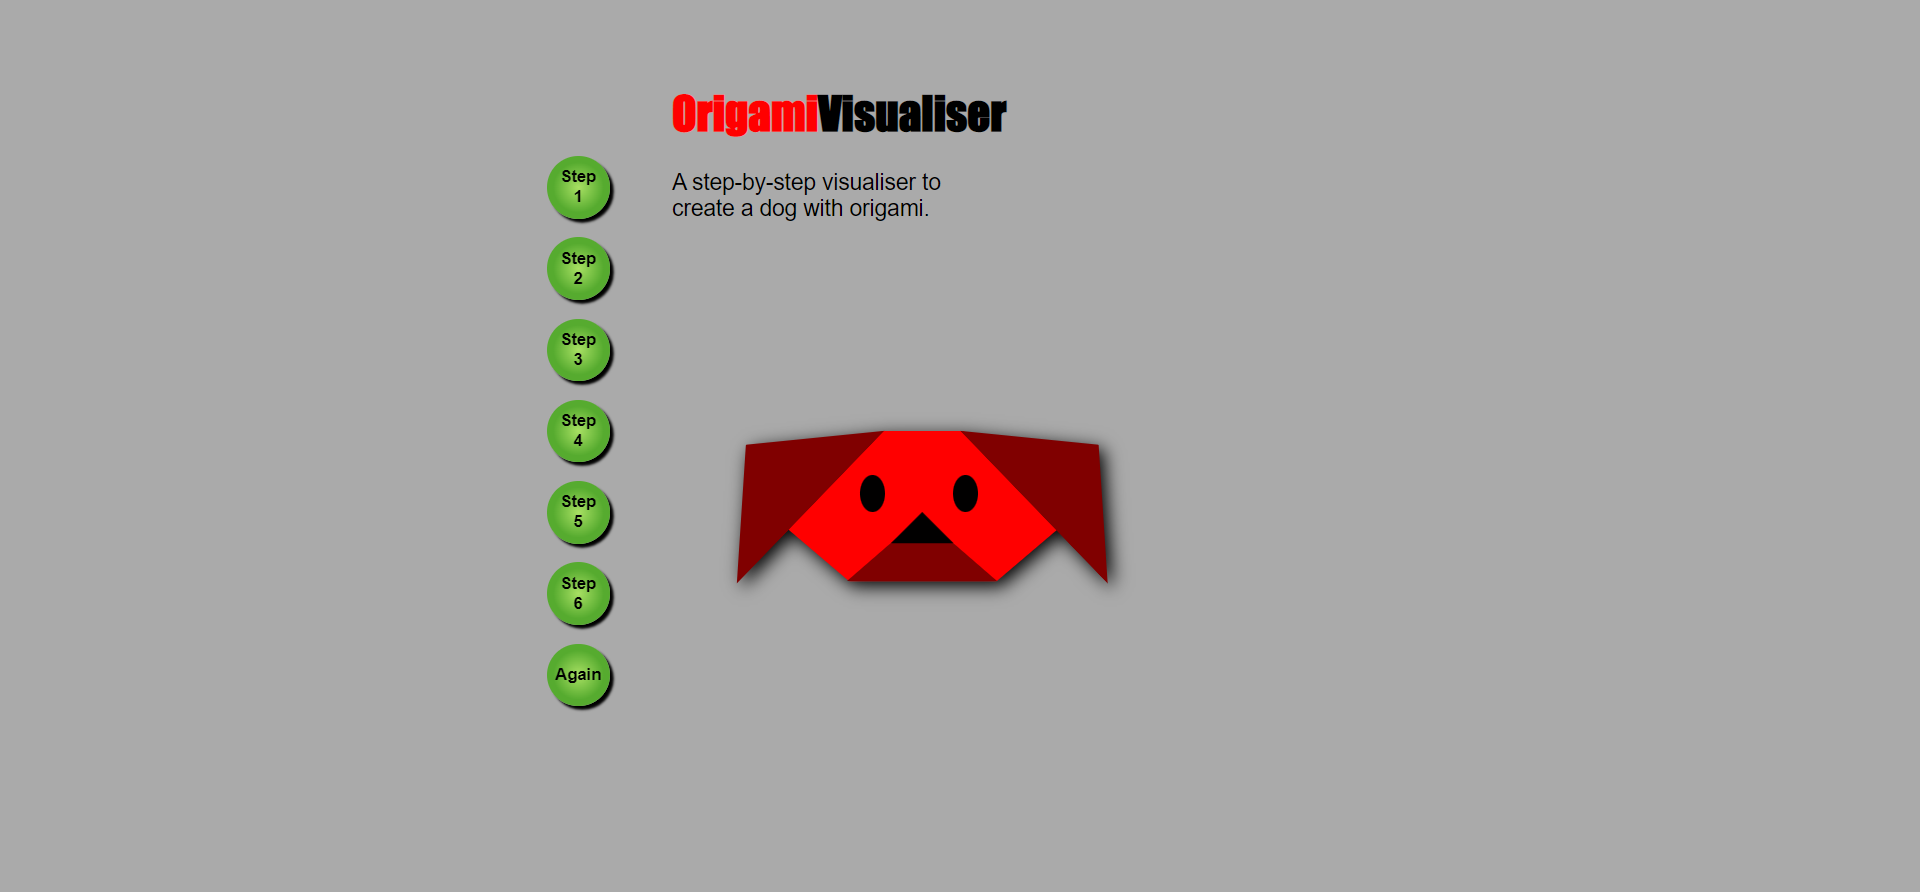 OrigamiVisualiser
A step-by-step visualiser to
create a dog with origami.
Step
1
Step
2
Step
3
Step
4
Step
5
Step
6
Again